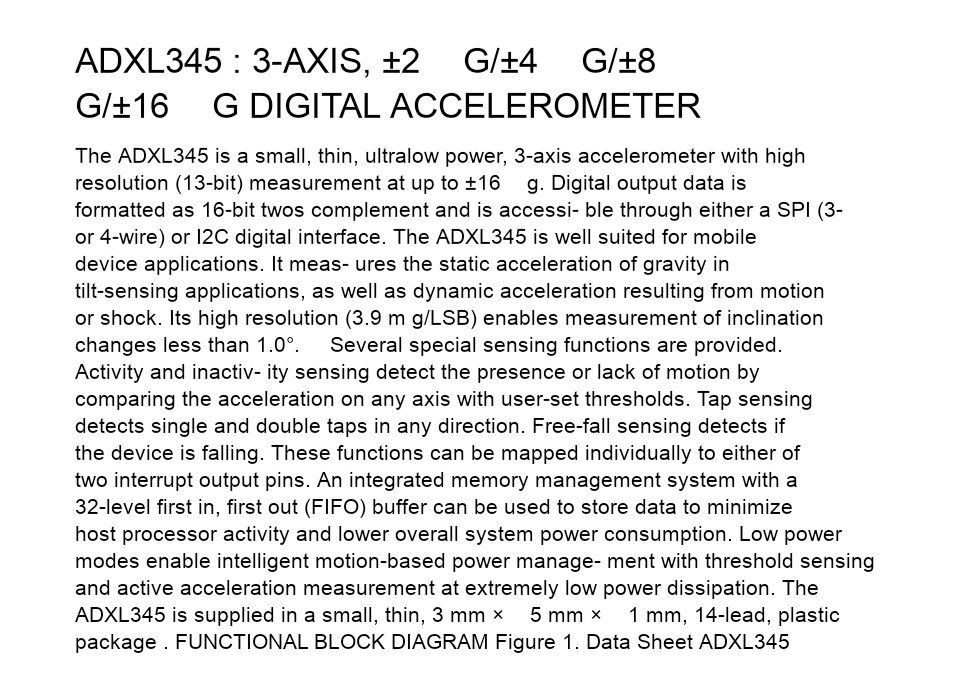 ADXL345 : 3-AXIS, ±2 G/±4 G/±8
G/±16 G DIGITAL ACCELEROMETER
The ADXL345 is a small, thin, ultralow power, 3-axis accelerometer with high
resolution (13-bit) measurement at up to ±16 g. Digital output data is
formatted as 16-bit twos complement and is accessi- ble through either a SPI (3-
or 4-wire) or I2C digital interface. The ADXL345 is well suited for mobile
device applications. It meas- ures the static acceleration of gravity in
tilt-sensing applications, as well as dynamic acceleration resulting from motion
or shock. Its high resolution (3.9 m g/LSB) enables measurement of inclination
changes less than 1.0°. Several special sensing functions are provided.
Activity and inactiv- ity sensing detect the presence or lack of motion by
comparing the acceleration on any axis with user-set thresholds. Tap sensing
detects single and double taps in any direction. Free-fall sensing detects if
the device is falling. These functions can be mapped individually to either of
two interrupt output pins. An integrated memory management system with a
32-level first in, first out (FIFO) buffer can be used to store data to minimize
host processor activity and lower overall system power consumption. Low power
modes enable intelligent motion-based power manage- ment with threshold sensing
and active acceleration measurement at extremely low power dissipation. The
ADXL345 is supplied in a small, thin, 3 mm × 5 mm × 1 mm, 14-lead, plastic
package . FUNCTIONAL BLOCK DIAGRAM Figure 1. Data Sheet ADXL345